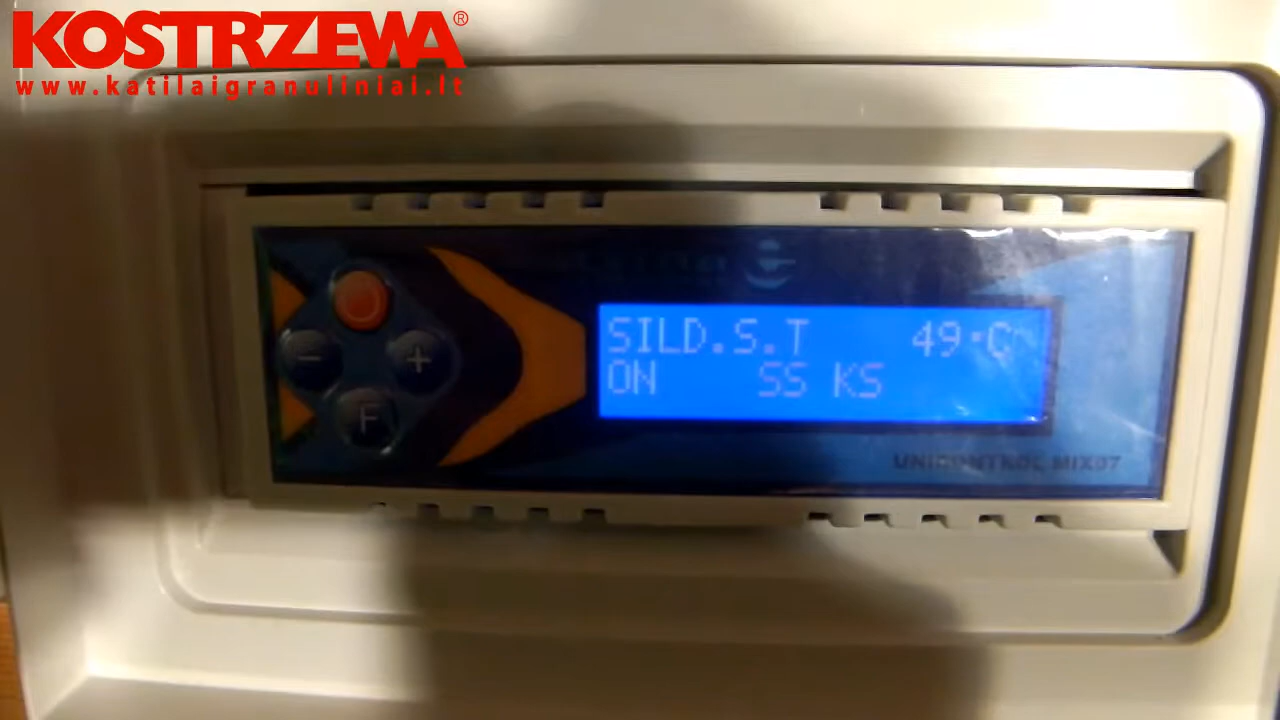 KOSTRZEWA®
www.katilaigranuliniai.lt
SILD.S.T 49°C
ON SS KS
- +
F
UNICONTROL MIX07